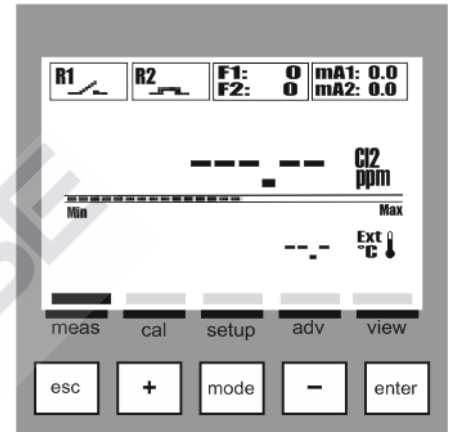 R1 R2 F1: 0 mA1: 0.0
F2: 0 mA2: 0.0
---.-- Cl2
ppm
Min Max
--.- Ext
°C
meas cal setup adv view
esc + mode - enter